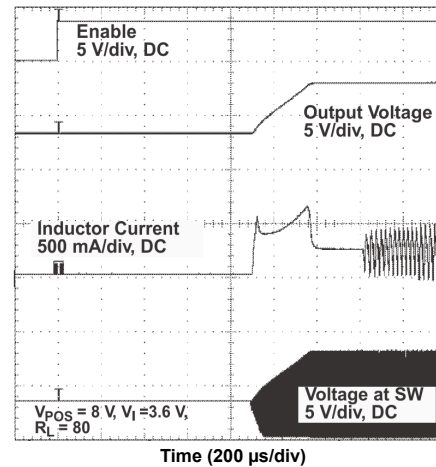 Enable
5 V/div, DC
Output Voltage
5 V/div, DC
Inductor Current
500 mA/div, DC
Voltage at SW
5 V/div, DC
VPOS = 8 V, VI =3.6 V,
RL = 80
Time (200 µs/div)